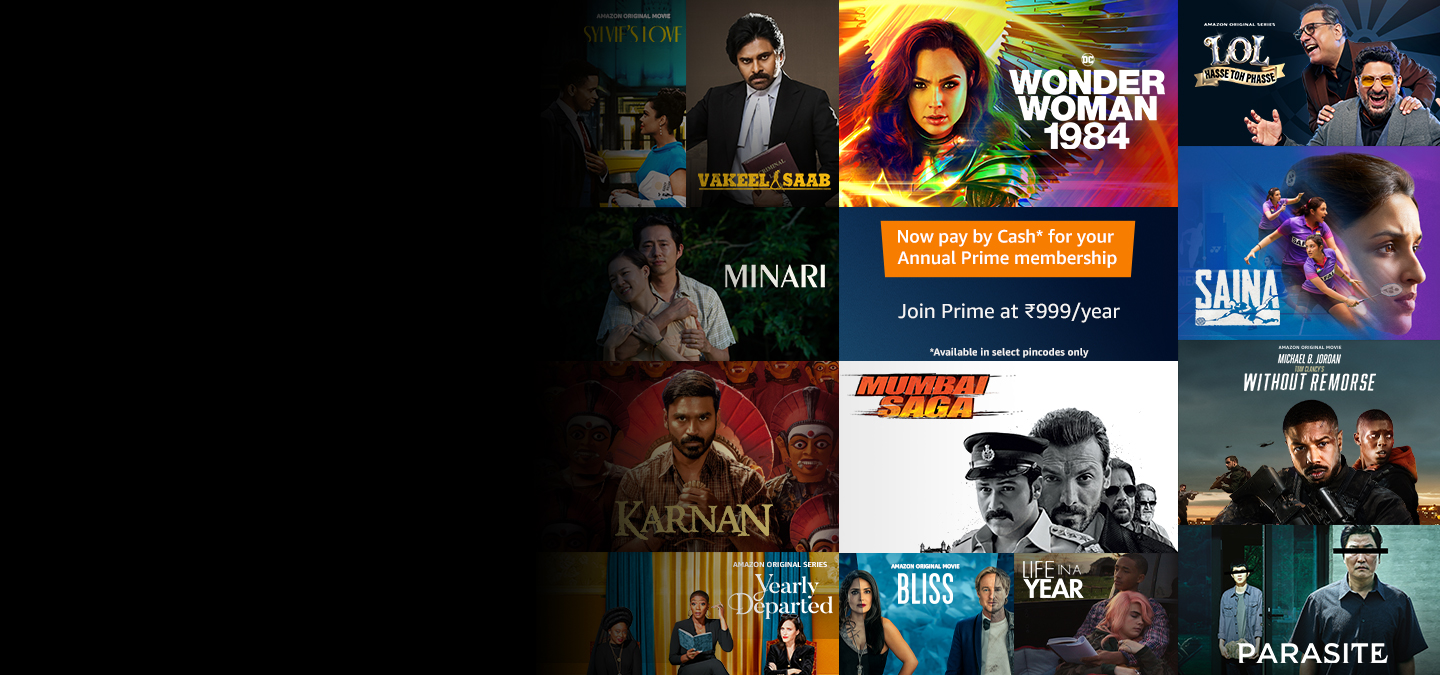 AMAZON ORIGINAL MOVIE
SYLVIE'S LOVE
CRIMINAL
VAKEEL SAAB
DC
WONDER
WOMAN
1984
AMAZON ORIGINAL SERIES
LOL
HASSE TOH PHASSE
MINARI
Now pay by Cash* for your
Annual Prime membership
Join Prime at ₹999/year
*Available in select pincodes only
SAINA
KARNAN
MUMBAI
SAGA
AMAZON ORIGINAL MOVIE
MICHAEL B. JORDAN
TOM CLANCY'S
WITHOUT REMORSE
AMAZON ORIGINAL SERIES
Yearly
Departed
AMAZON ORIGINAL MOVIE
BLISS
LIFE IN A
YEAR
PARASITE